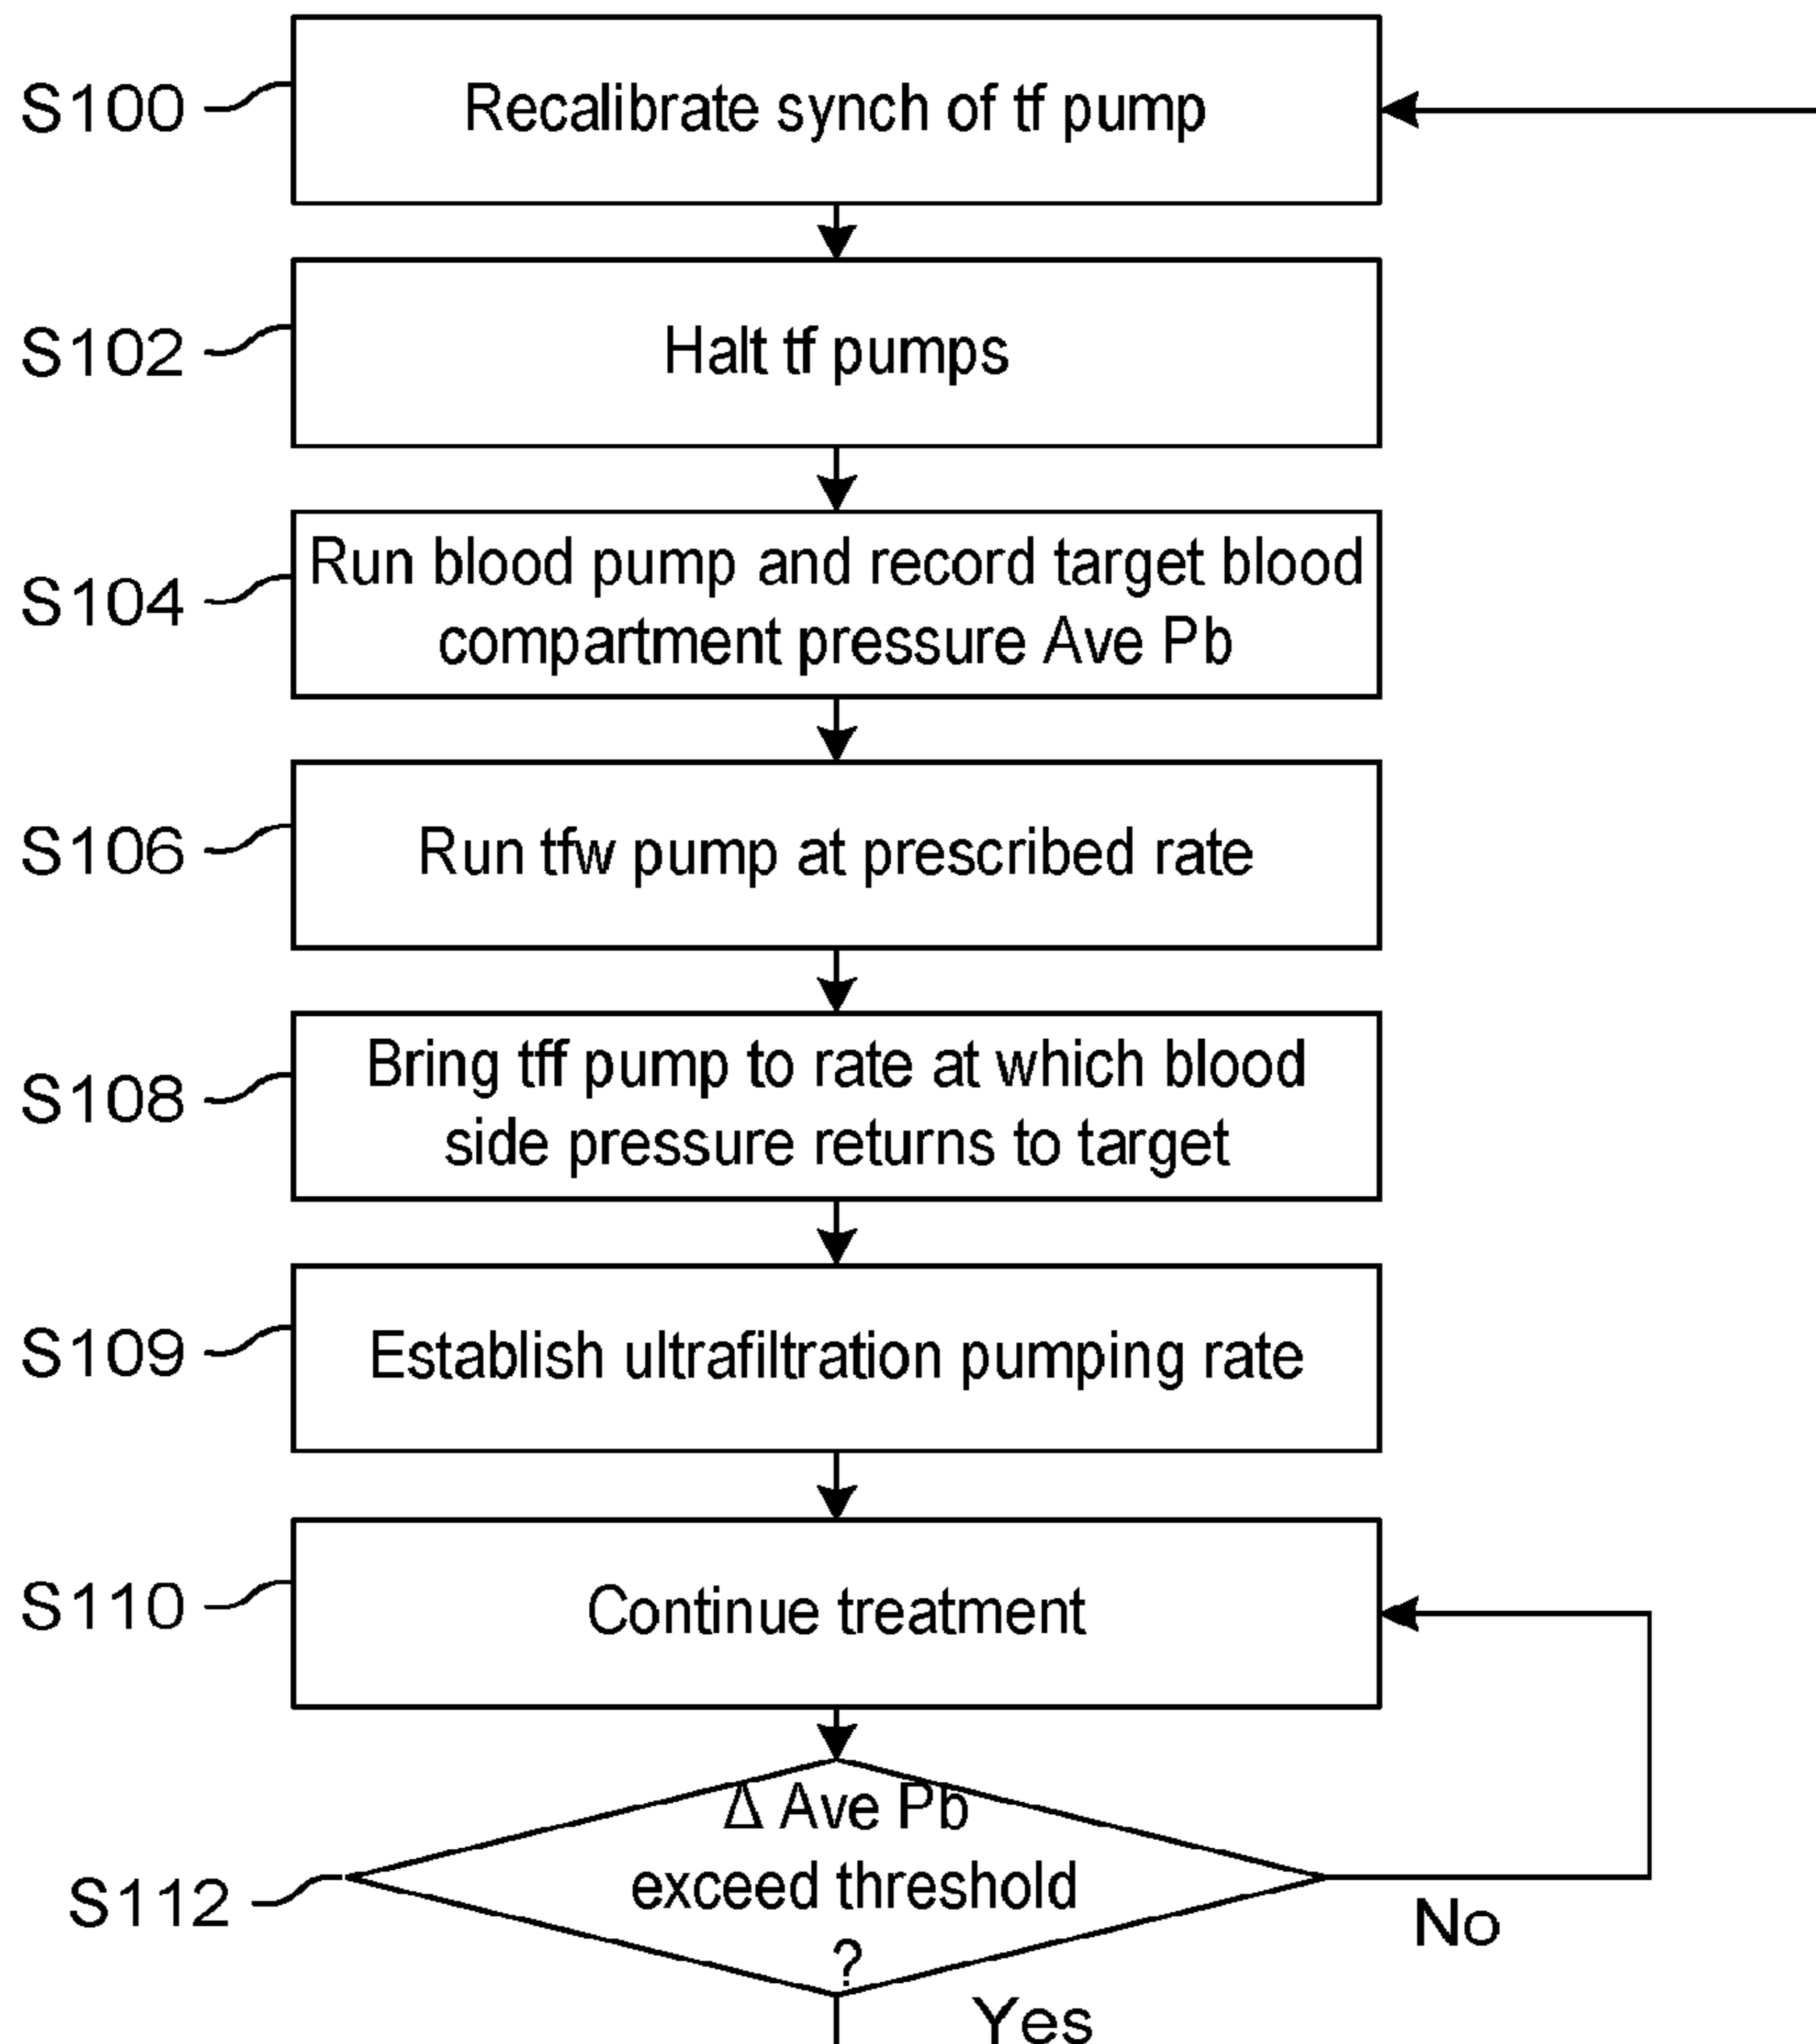 S100
Recalibrate synch of tf pump
S102
Halt tf pumps
S104
Run blood pump and record target blood
compartment pressure Ave Pb
S106
Run tfw pump at prescribed rate
S108
Bring tff pump to rate at which blood
side pressure returns to target
S109
Establish ultrafiltration pumping rate
S110
Continue treatment
S112
Δ Ave Pb
exceed threshold
?
No
Yes